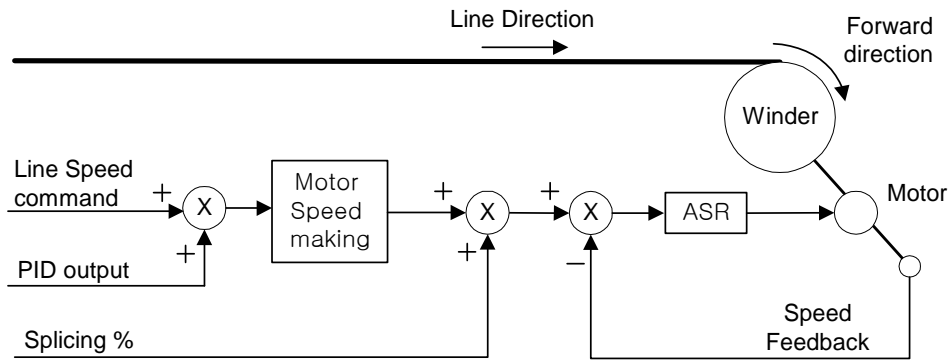 Line Direction
Forward
direction
Winder
Line Speed
command
+
X
+
Motor
Speed
making
+
X
+
+
X
−
ASR
Motor
PID output
Splicing %
Speed
Feedback